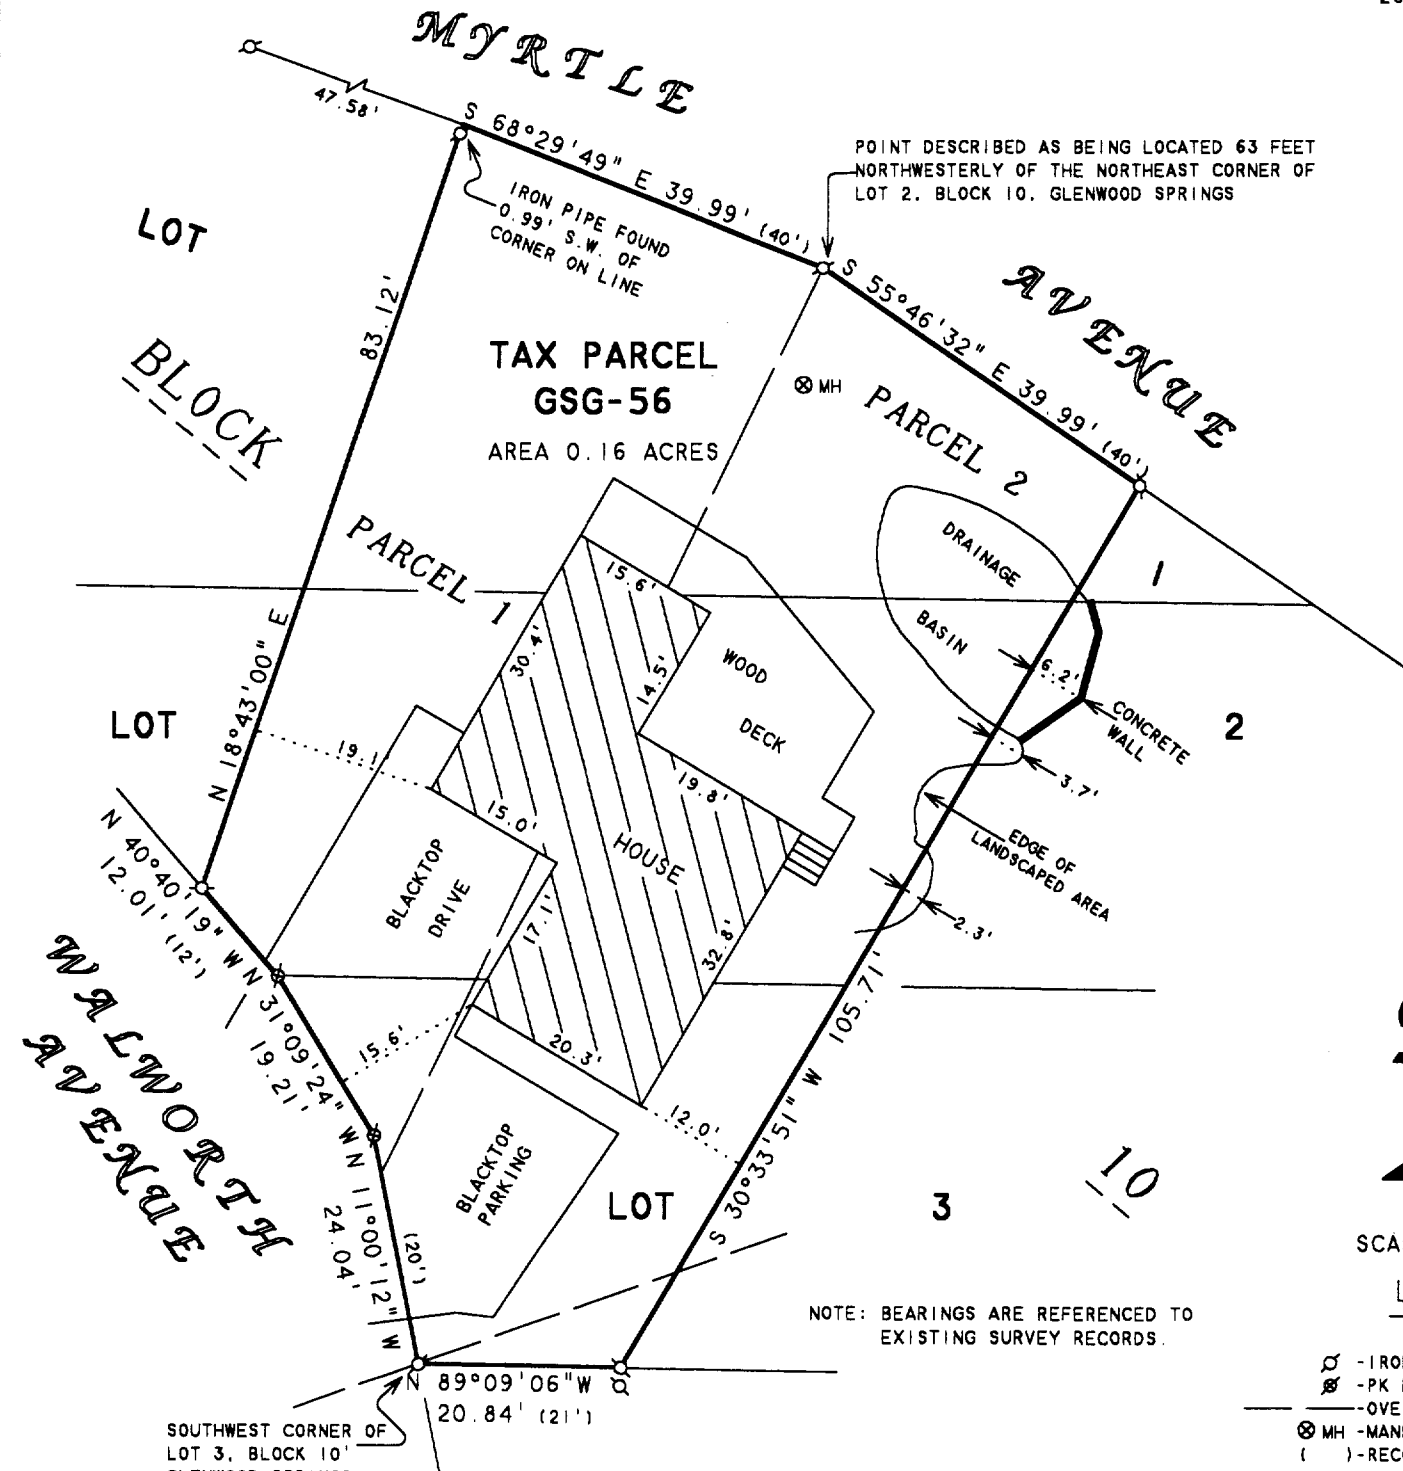 MYRTLE
47.58'
S 68°29'49" E 39.99' (40')
POINT DESCRIBED AS BEING LOCATED 63 FEET
NORTHWESTERLY OF THE NORTHEAST CORNER OF
LOT 2, BLOCK 10, GLENWOOD SPRINGS
IRON PIPE FOUND
0.99' S.W. OF
CORNER ON LINE
LOT
S 55°46'32" E 39.99' (40')
AVENUE
83.12'
BLOCK
TAX PARCEL
GSG-56
AREA 0.16 ACRES
MH
PARCEL 2
PARCEL 1
DRAINAGE
BASIN
1
15.6'
30.4'
14.5'
WOOD
DECK
6.2'
CONCRETE
WALL
2
LOT
N 18°43'00" E
19.1'
19.8'
3.7'
15.0'
HOUSE
EDGE OF
LANDSCAPED AREA
BLACKTOP
DRIVE
N 40°40'19" W
12.01' (12')
17.1'
32.8'
2.3'
WALWORTH
AVENUE
N 31°09'24" W
19.21'
15.6'
20.3'
S 30°33'51" W 105.71'
12.0'
BLACKTOP
PARKING
LOT
3
10
N 11°00'12" W
24.04'
(20')
SCA
NOTE: BEARINGS ARE REFERENCED TO
EXISTING SURVEY RECORDS.
N 89°09'06"W
20.84' (21')
SOUTHWEST CORNER OF
LOT 3, BLOCK 10'
-IRO
-PK
-OVE
MH -MAN
( )-REC